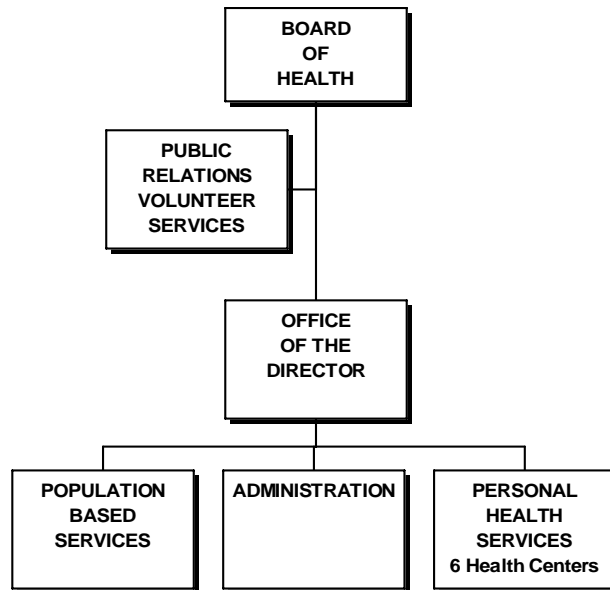 BOARD
OF
HEALTH
PUBLIC
RELATIONS
VOLUNTEER
SERVICES
OFFICE
OF THE
DIRECTOR
POPULATION
BASED
SERVICES
ADMINISTRATION
PERSONAL
HEALTH
SERVICES
6 Health Centers